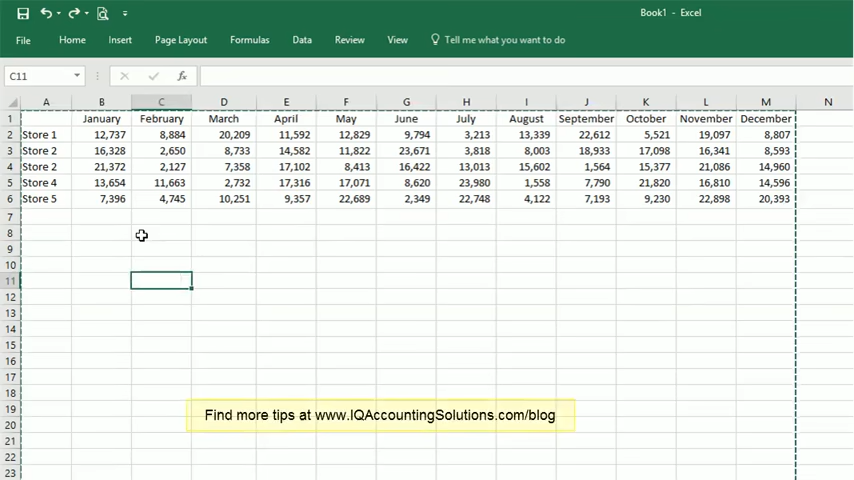 Book1 - Excel
File Home Insert Page Layout Formulas Data Review View Tell me what you want to do
C11 fx
A B C D E F G H I J K L M N
1 January February March April May June July August September October November December
2 Store 1 12,737 8,884 20,209 11,592 12,829 9,794 3,213 13,339 22,612 5,521 19,097 8,807
3 Store 2 16,328 2,650 8,733 14,582 11,822 23,671 3,818 8,003 18,933 17,098 16,341 8,593
4 Store 2 21,372 2,127 7,358 17,102 8,413 16,422 13,013 15,602 1,564 15,377 21,086 14,960
5 Store 4 13,654 11,663 2,732 17,316 17,071 8,620 23,980 1,558 7,790 21,820 16,810 14,596
6 Store 5 7,396 4,745 10,251 9,357 22,689 2,349 22,748 4,122 7,193 9,230 22,898 20,393
7
8
9
10
11
12
13
14
15
16
17
18
19 Find more tips at www.IQAccountingSolutions.com/blog
20
21
22
23